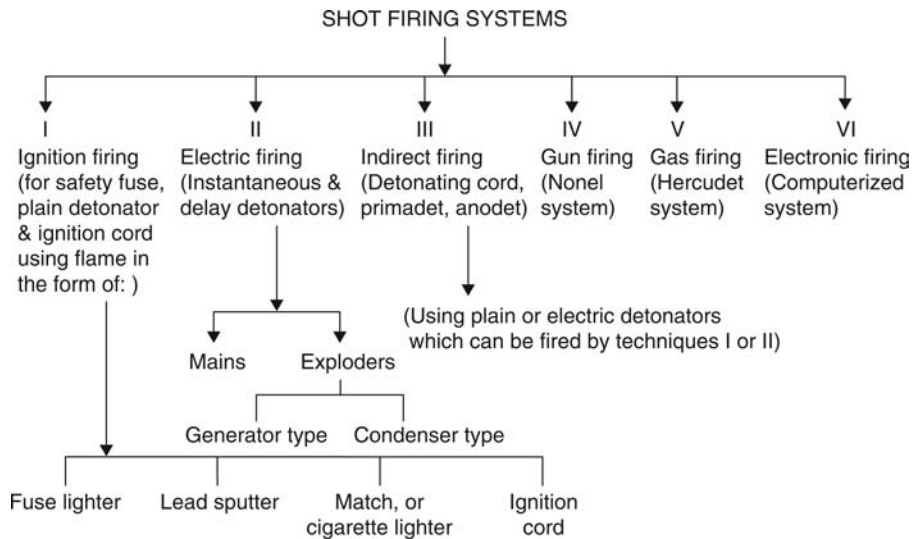 SHOT FIRING SYSTEMS
I
Ignition firing
(for safety fuse,
plain detonator
& ignition cord
using flame in
the form of: )
II
Electric firing
(Instantaneous &
delay detonators)
III
Indirect firing
(Detonating cord,
primadet, anodet)
IV
Gun firing
(Nonel
system)
V
Gas firing
(Hercudet
system)
VI
Electronic firing
(Computerized
system)
(Using plain or electric detonators
which can be fired by techniques I or II)
Mains
Exploders
Generator type
Condenser type
Fuse lighter
Lead sputter
Match, or
cigarette lighter
Ignition
cord